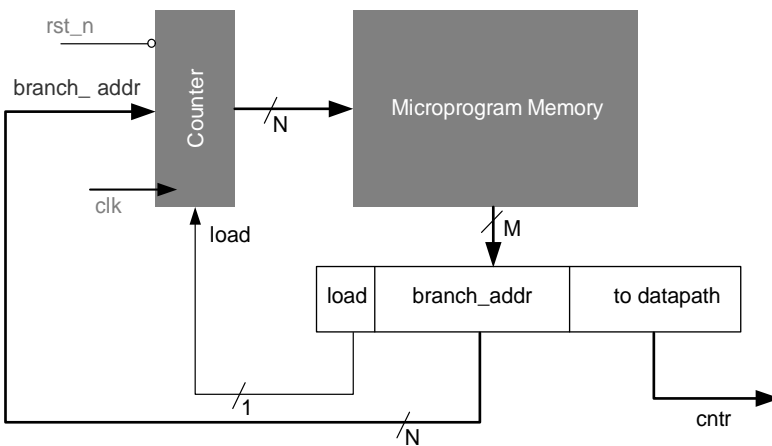 rst_n
branch_ addr
Counter
clk
N
Microprogram Memory
M
load
load
branch_addr
to datapath
1
N
cntr